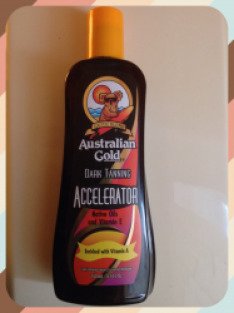 Australian
Gold
DARK TANNING
ACCELERATOR
Active Oils
and Vitamin E
Enriched with Vitamin A